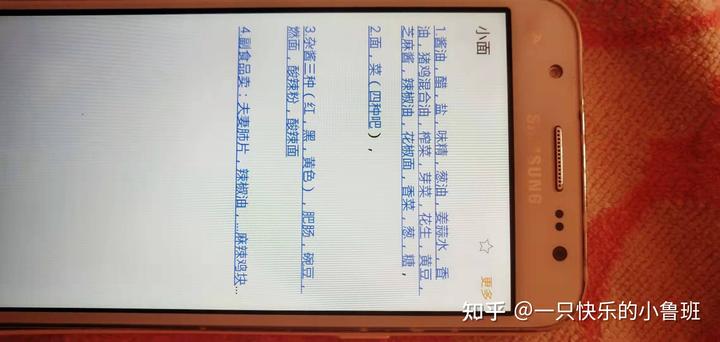 SAMSUNG
小面
☆
更多
1.酱油，醋，盐，味精，葱油，姜蒜水，香
油，猪鸡混合油，榨菜，芽菜，花生，黄豆，
芝麻酱，辣椒油，花椒面，香菜，葱，糖，
2.面，菜（四种吧），
3.杂酱三种（红，黑，黄色），肥肠，碗豆，
燃面，酸辣粉，酸辣面
4.副食品卖：夫妻肺片，辣椒油，...麻辣鸡块...
知乎 @一只快乐的小鲁班